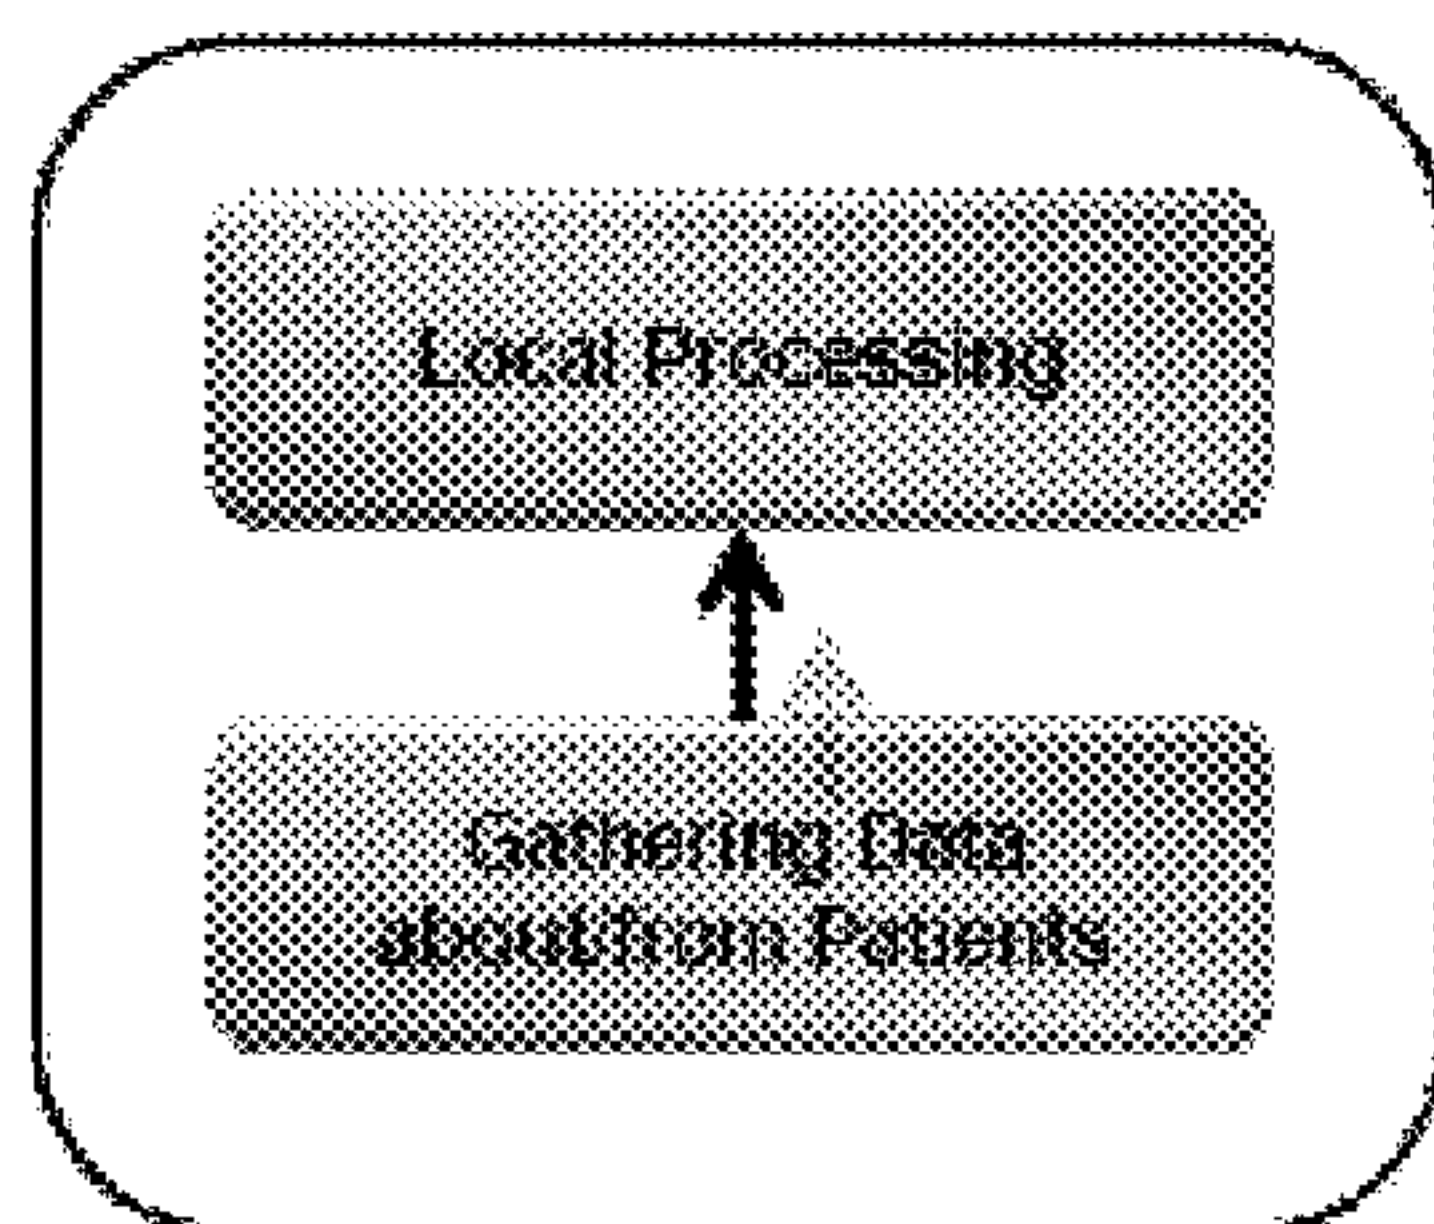 Local Processing
Gathering Data
about from Patients